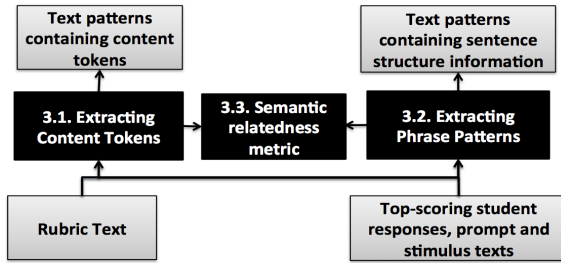 Text patterns
containing content
tokens
Text patterns
containing sentence
structure information
3.1. Extracting
Content Tokens
3.3. Semantic
relatedness
metric
3.2. Extracting
Phrase Patterns
Rubric Text
Top-scoring student
responses, prompt and
stimulus texts